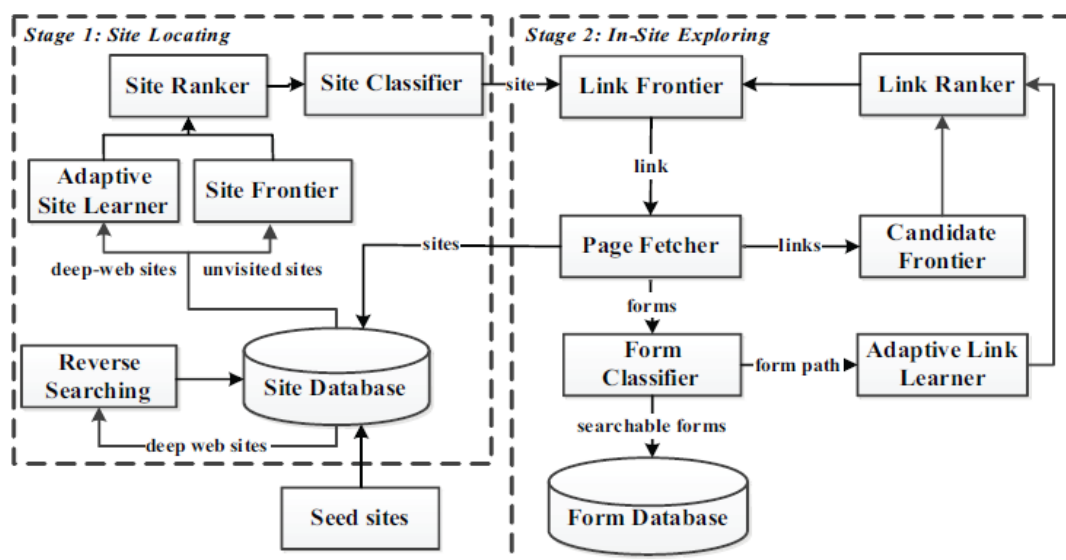 Stage 1: Site Locating
Site Ranker
Site Classifier
Adaptive
Site Learner
Site Frontier
deep-web sites
unvisited sites
Reverse
Searching
Site Database
deep web sites
Seed sites
site
sites
Stage 2: In-Site Exploring
Link Frontier
Link Ranker
link
Page Fetcher
links
Candidate
Frontier
forms
Form
Classifier
form path
Adaptive Link
Learner
searchable forms
Form Database